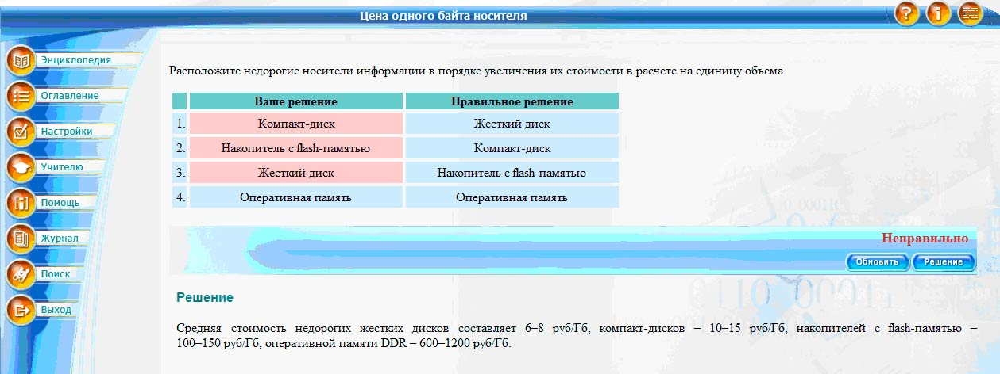 Цена одного байта носителя
Энциклопедия
Оглавление
Настройки
Учителю
Помощь
Журнал
Поиск
Выход
Расположите недорогие носители информации в порядке увеличения их стоимости в расчете на единицу объема.
Ваше решение Правильное решение
1. Компакт-диск Жесткий диск
2. Накопитель с flash-памятью Компакт-диск
3. Жесткий диск Накопитель с flash-памятью
4. Оперативная память Оперативная память
Неправильно
Обновить Решение
Решение
Средняя стоимость недорогих жестких дисков составляет 6–8 руб/Гб, компакт-дисков – 10–15 руб/Гб, накопителей с flash-памятью –
100–150 руб/Гб, оперативной памяти DDR – 600–1200 руб/Гб.